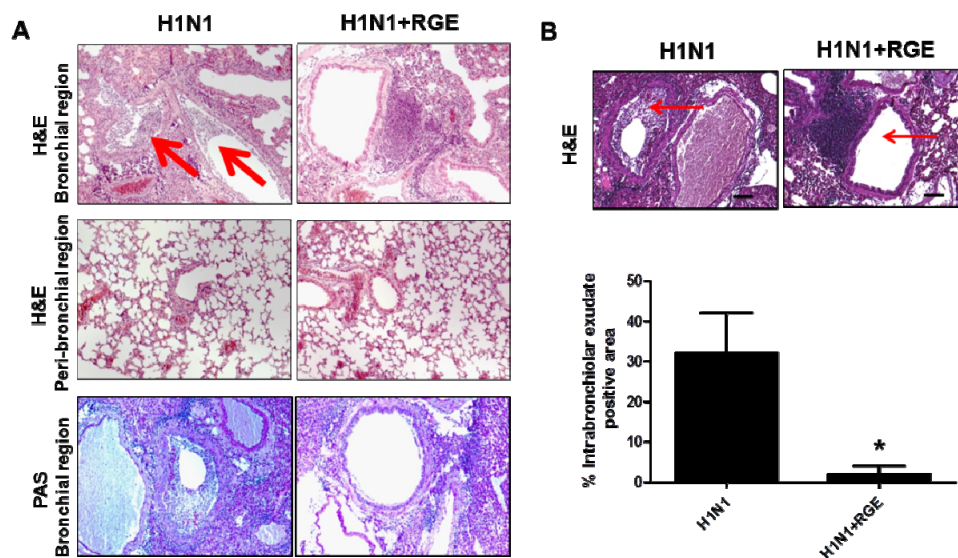 A
H1N1
H1N1+RGE
H&E
Bronchial region
H&E
Peri-bronchial region
PAS
Bronchial region
B
H1N1
H1N1+RGE
H&E
% Intrabronchiolar exudate
positive area
50
40
30
20
10
0
*
H1N1
H1N1+RGE